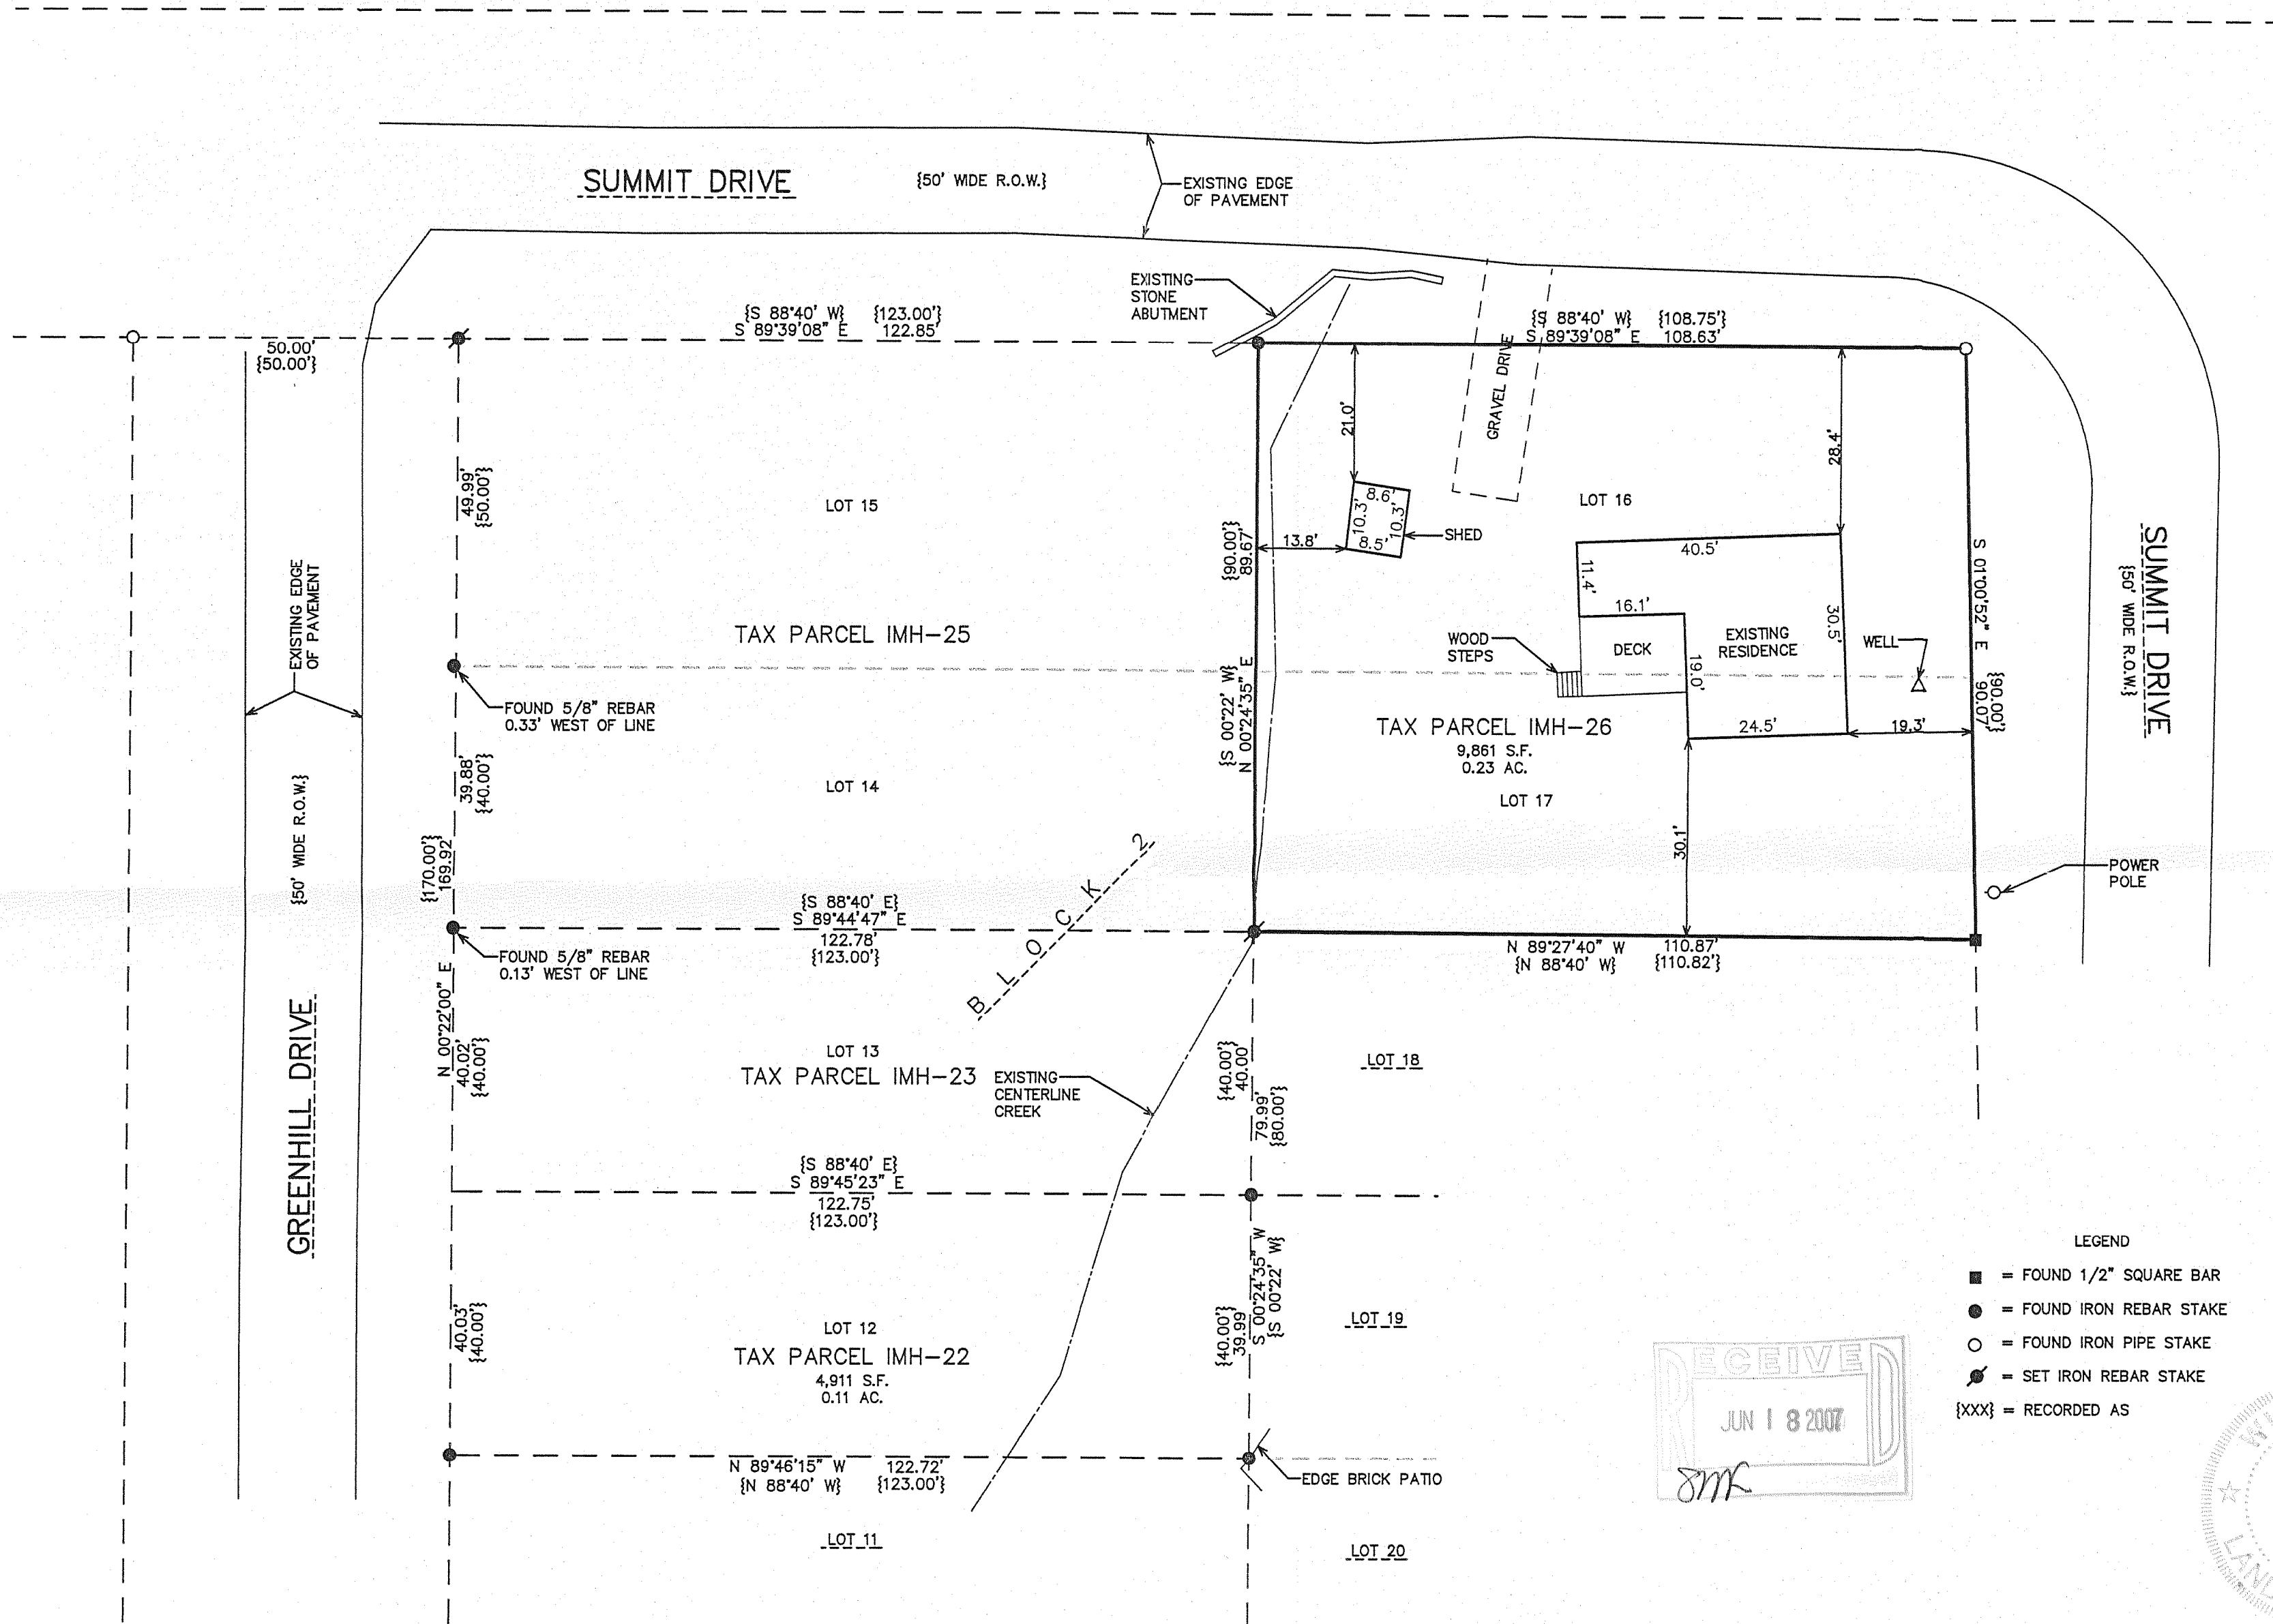 SUMMIT DRIVE
{50' WIDE R.O.W.}
EXISTING EDGE
OF PAVEMENT
EXISTING
STONE
ABUTMENT
{S 88°40' W} {123.00'}
S 89°39'08" E 122.85'
{S 88°40' W} {108.75'}
S 89°39'08" E 108.63'
50.00'
{50.00'}
GRAVEL DRIVE
21.0'
28.4'
49.99'
{50.00'}
LOT 15
LOT 16
8.6'
10.3'
10.3'
8.5'
SHED
13.8'
{90.00'}
89.67'
40.5'
11.4'
16.1'
30.5'
S 01°00'52" E
{90.00'}
90.07'
SUMMIT DRIVE
{50' WIDE R.O.W.}
EXISTING EDGE
OF PAVEMENT
TAX PARCEL IMH-25
WOOD
STEPS
DECK
EXISTING
RESIDENCE
WELL
19.0'
{S 00°22' W}
N 00°24'35" E
FOUND 5/8" REBAR
0.33' WEST OF LINE
TAX PARCEL IMH-26
9,861 S.F.
0.23 AC.
24.5'
19.3'
39.88'
{40.00'}
LOT 14
LOT 17
{50' WIDE R.O.W.}
{170.00'}
169.92
30.1'
BLOCK 2
POWER
POLE
{S 88°40' E}
S 89°44'47" E
122.78'
{123.00'}
N 89°27'40" W 110.87'
{N 88°40' W} {110.82'}
FOUND 5/8" REBAR
0.13' WEST OF LINE
N 00°22'00" E
40.02'
{40.00'}
GREENHILL DRIVE
LOT 13
TAX PARCEL IMH-23
EXISTING
CENTERLINE
CREEK
{40.00'}
40.00'
79.99'
{80.00'}
LOT 18
{S 88°40' E}
S 89°45'23" E
122.75'
{123.00'}
S 00°24'35" W
{S 00°22' W}
{40.00'}
39.99
40.03'
{40.00'}
LOT 12
TAX PARCEL IMH-22
4,911 S.F.
0.11 AC.
LOT 19
N 89°46'15" W 122.72'
{N 88°40' W} {123.00'}
EDGE BRICK PATIO
LOT 11
LOT 20
LEGEND
= FOUND 1/2" SQUARE BAR
= FOUND IRON REBAR STAKE
= FOUND IRON PIPE STAKE
= SET IRON REBAR STAKE
{XXX} = RECORDED AS
RECEIVED
JUN 18 2007